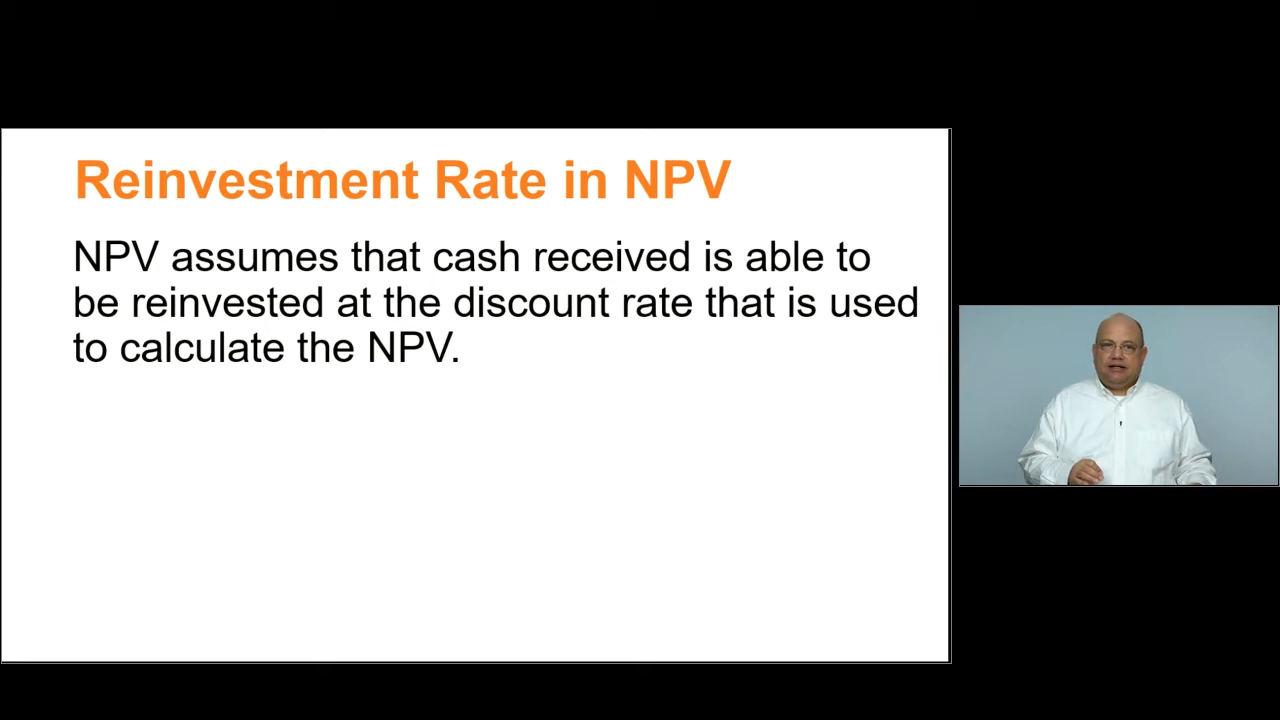 Reinvestment Rate in NPV
NPV assumes that cash received is able to
be reinvested at the discount rate that is used
to calculate the NPV.